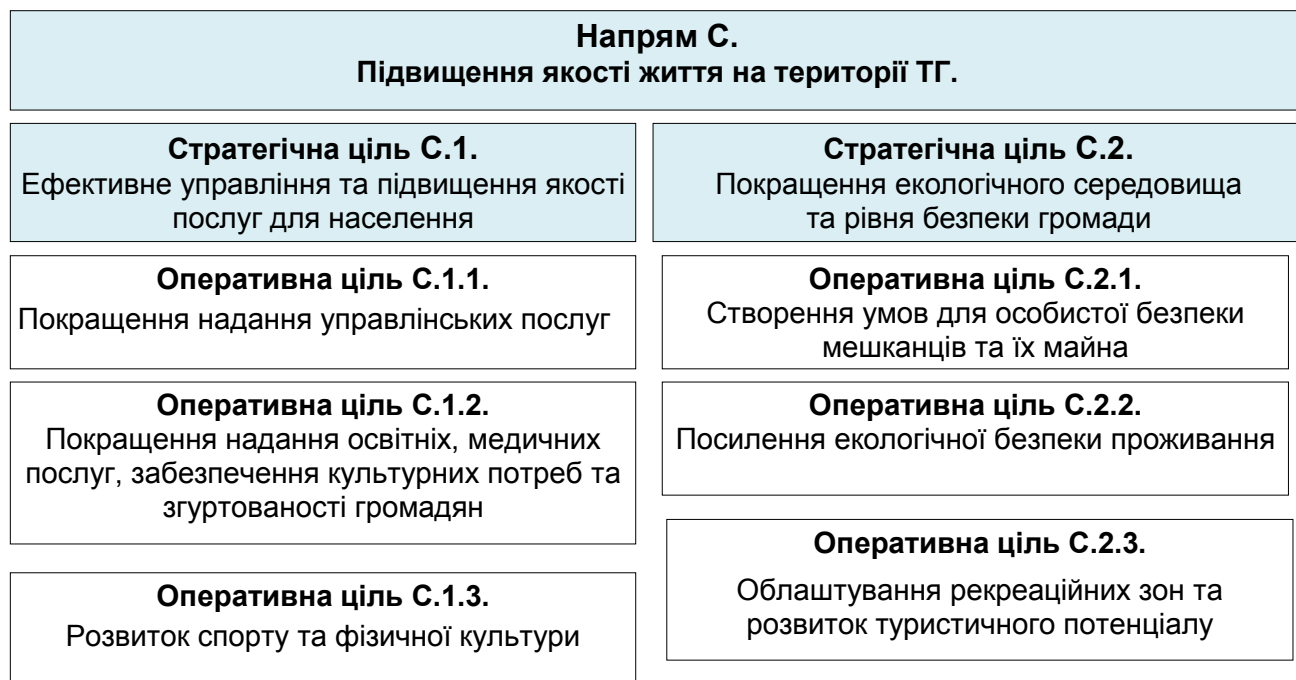 Напрям С.
Підвищення якості життя на території ТГ.
Стратегічна ціль С.1.
Ефективне управління та підвищення якості
послуг для населення
Оперативна ціль С.1.1.
Покращення надання управлінських послуг
Оперативна ціль С.1.2.
Покращення надання освітніх, медичних
послуг, забезпечення культурних потреб та
згуртованості громадян
Оперативна ціль С.1.3.
Розвиток спорту та фізичної культури
Стратегічна ціль С.2.
Покращення екологічного середовища
та рівня безпеки громади
Оперативна ціль С.2.1.
Створення умов для особистої безпеки
мешканців та їх майна
Оперативна ціль С.2.2.
Посилення екологічної безпеки проживання
Оперативна ціль С.2.3.
Облаштування рекреаційних зон та
розвиток туристичного потенціалу